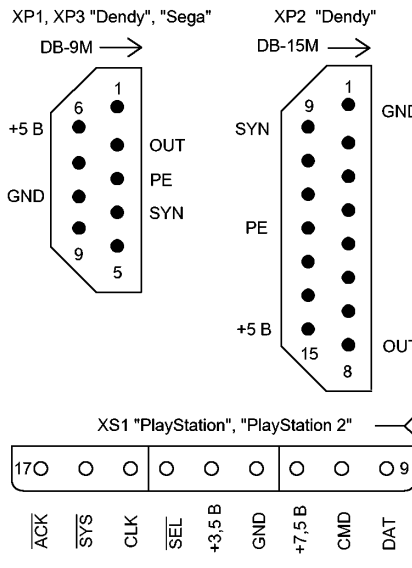 XP1, XP3 "Dendy", "Sega"
DB-9M
1
6
+5 В
OUT
PE
GND
SYN
9
5
XP2 "Dendy"
DB-15M
1
9
GND
SYN
PE
+5 В
15
OUT
8
XS1 "PlayStation", "PlayStation 2"
17
9
ACK
SYS
CLK
SEL
+3,5 В
GND
+7,5 В
CMD
DAT